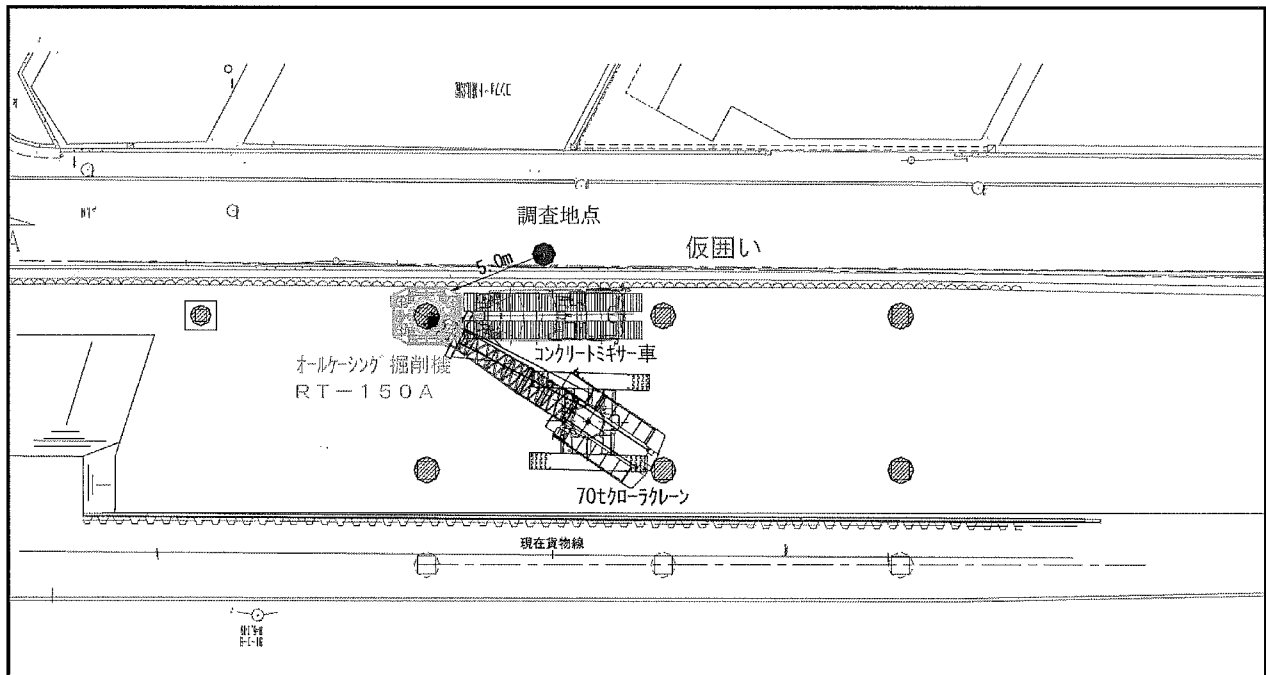 調査地点
仮囲い
5.0m
コンクリートミキサー車
オールケーシング掘削機
RT-150A
70tクローラクレーン
現在貨物線